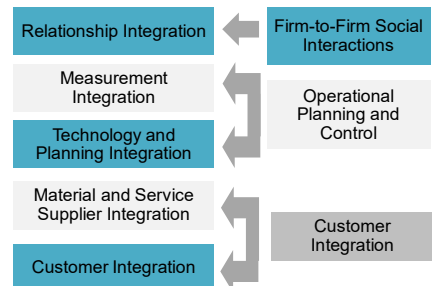 Relationship Integration
Firm-to-Firm Social
Interactions
Measurement
Integration
Operational
Planning and
Control
Technology and
Planning Integration
Material and Service
Supplier Integration
Customer
Integration
Customer Integration